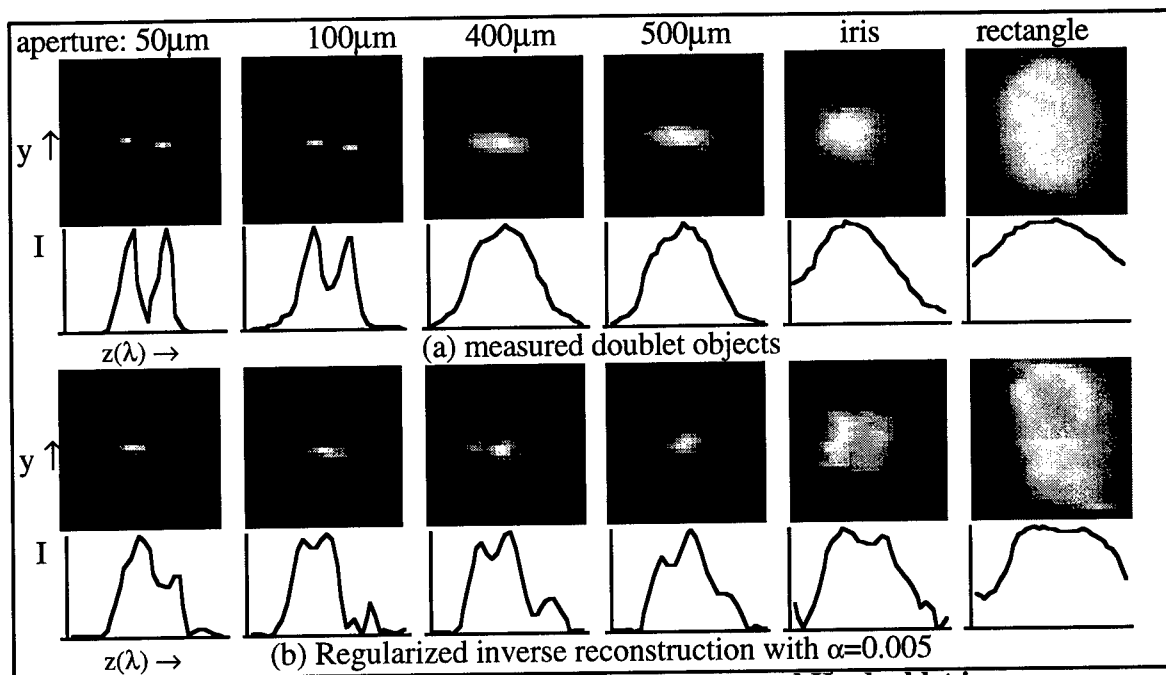 aperture: 50μm 100μm 400μm 500μm iris rectangle
y ↑
I
z(λ) →
(a) measured doublet objects
y ↑
I
z(λ) →
(b) Regularized inverse reconstruction with α=0.005